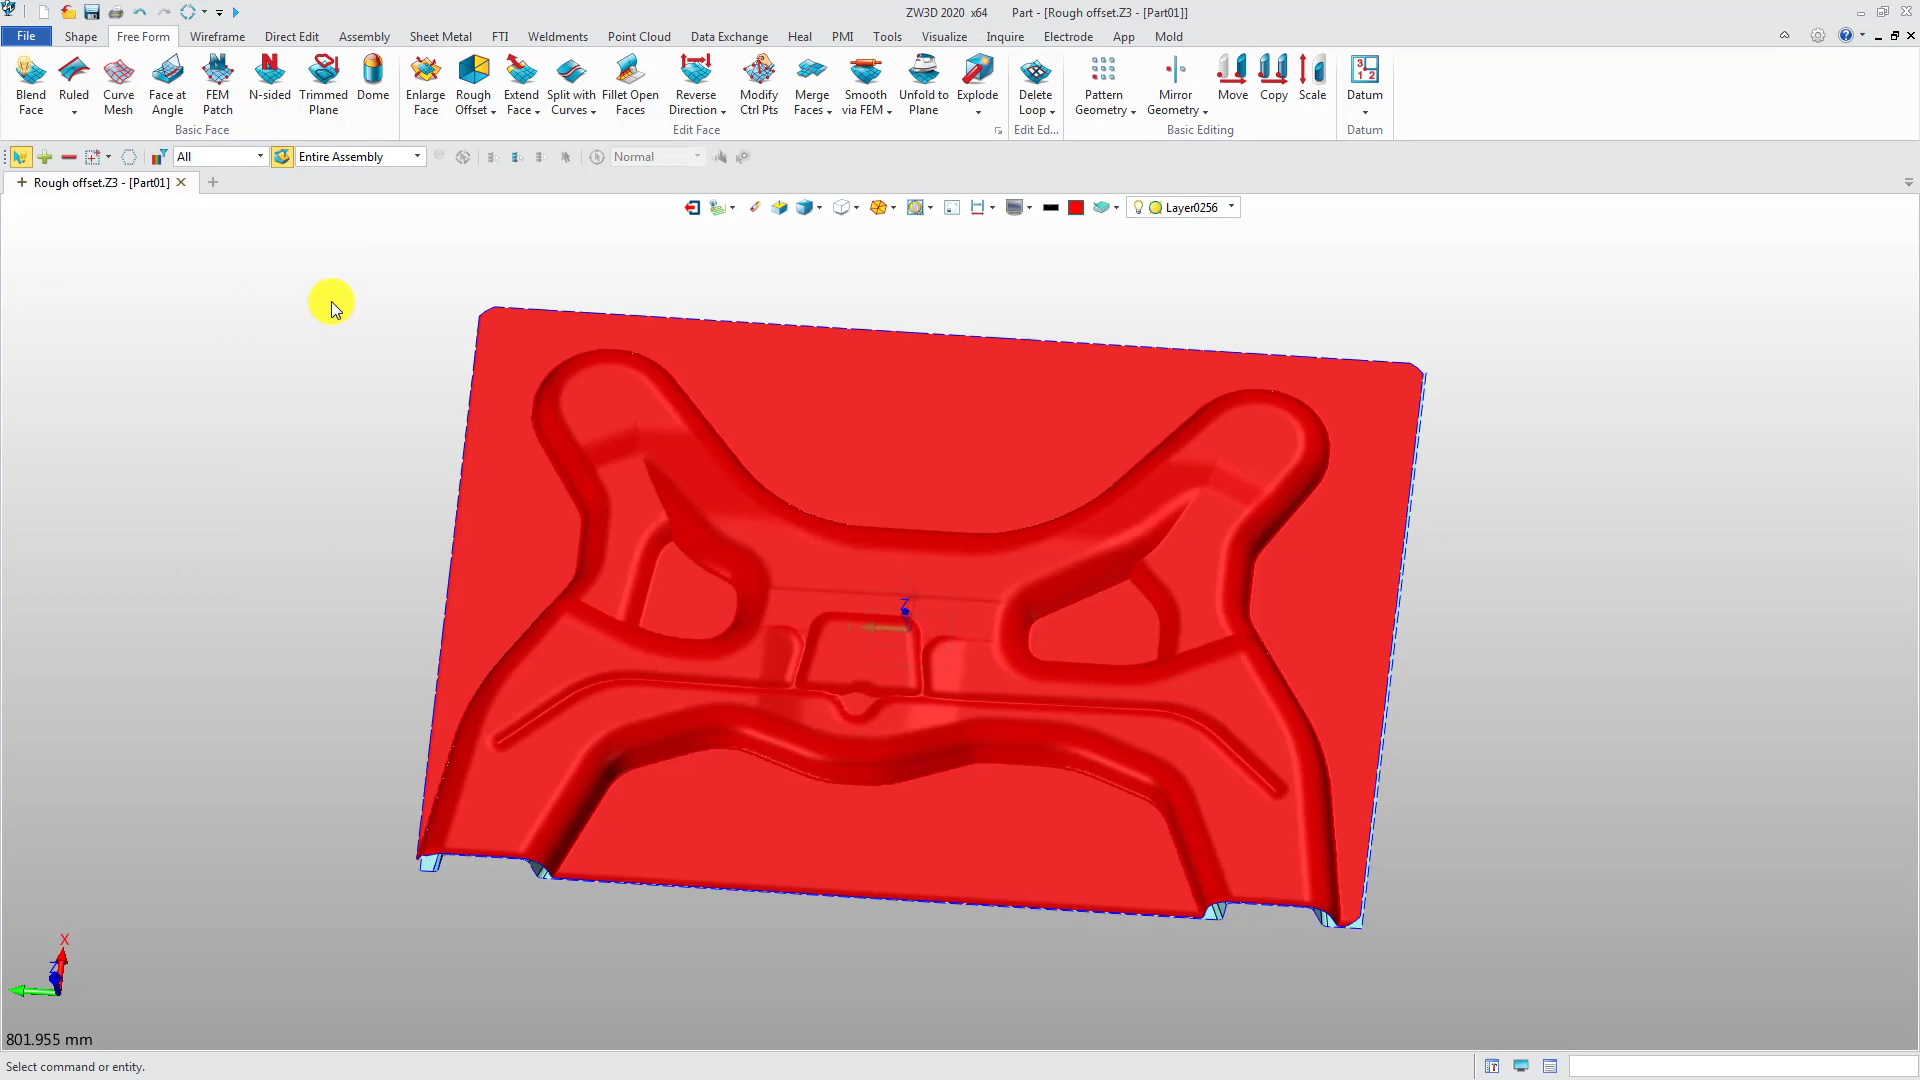 ZW3D 2020 x64 Part - [Rough offset.Z3 - [Part01]]
File Shape Free Form Wireframe Direct Edit Assembly Sheet Metal FTI Weldments Point Cloud Data Exchange Heal PMI Tools Visualize Inquire Electrode App Mold
Blend Face Ruled Curve Mesh Face at Angle FEM Patch N-sided Trimmed Plane Dome Enlarge Face Rough Offset Extend Face Split with Curves Fillet Open Faces Reverse Direction Modify Ctrl Pts Merge Faces Smooth via FEM Unfold to Plane Explode Delete Loop Pattern Geometry Mirror Geometry Move Copy Scale Datum
Basic Face Edit Face Edit Ed... Basic Editing Datum
All Entire Assembly Normal
Rough offset.Z3 - [Part01]
Layer0256
Z
X
Z
801.955 mm
Select command or entity.